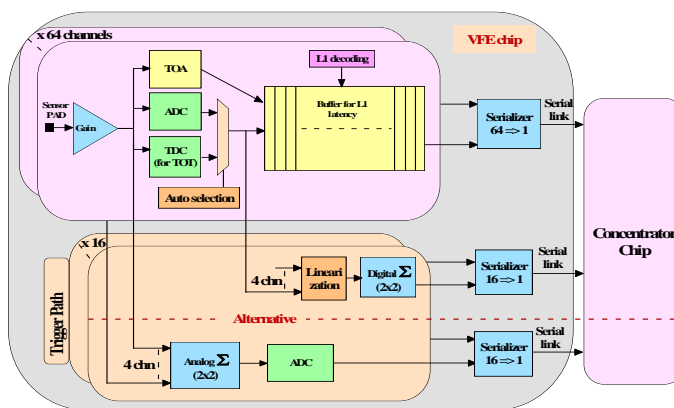 x 64 channels
VFE chip
L1 decoding
TOA
Sensor
PAD
Gain
ADC
TDC
(for TOT)
Buffer for L1
latency
Auto selection
Serializer
64 => 1
Serial
link
Concentrator
Chip
x 16
Trigger Path
4 chn
Lineari
zation
Digital Σ
(2x2)
Serializer
16 => 1
Serial
link
Alternative
4 chn
Analog Σ
(2x2)
ADC
Serializer
16 => 1
Serial
link